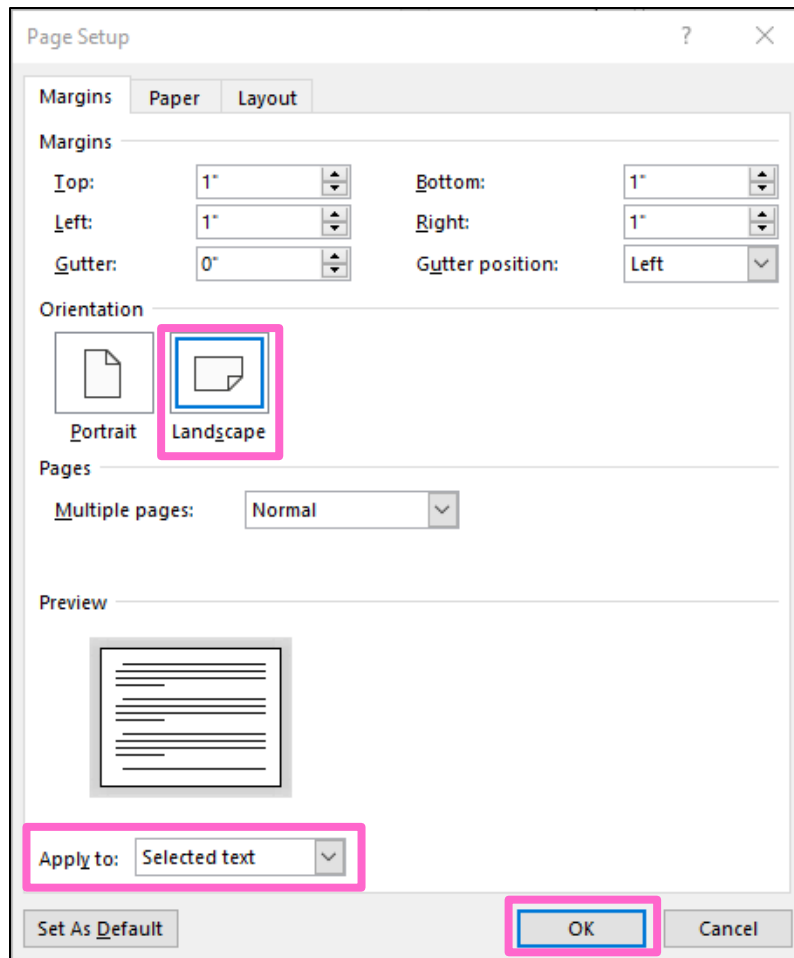 Page Setup ?
Margins Paper Layout
Margins
Top: 1" Bottom: 1"
Left: 1" Right: 1"
Gutter: 0" Gutter position: Left
Orientation
Portrait Landscape
Pages
Multiple pages: Normal
Preview
Apply to: Selected text
Set As Default OK Cancel